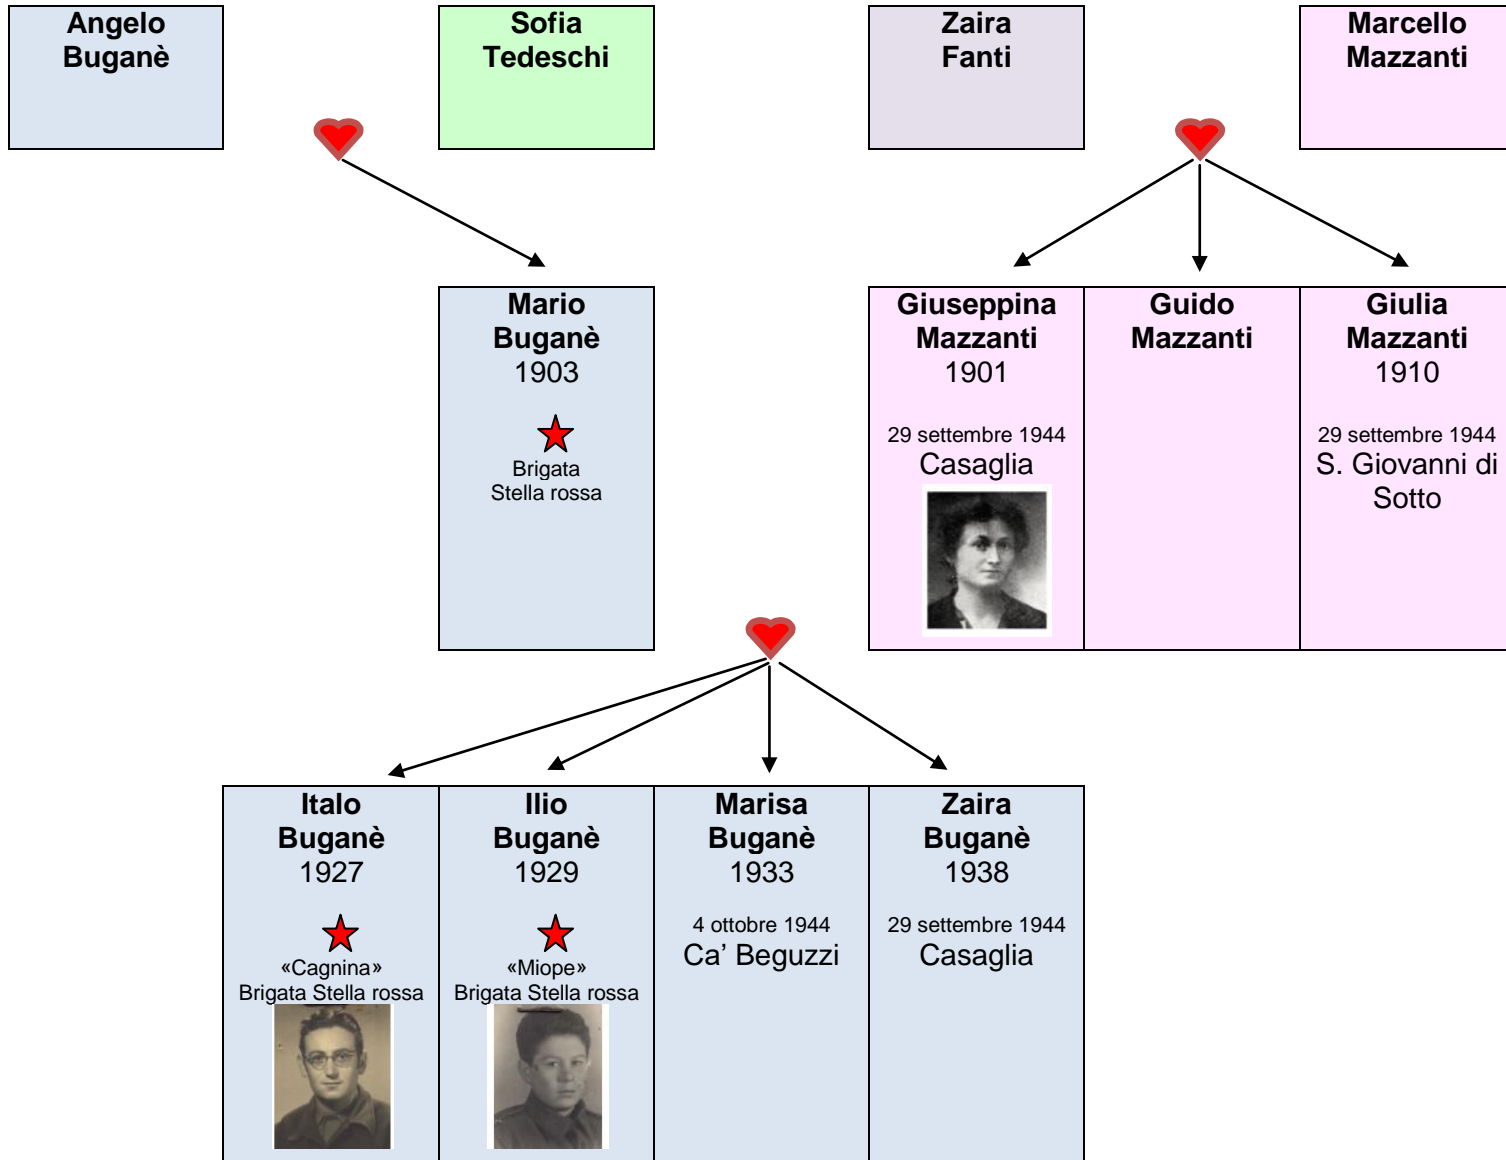 Angelo
Buganè
Sofia
Tedeschi
Zaira
Fanti
Marcello
Mazzanti
Mario
Buganè
1903
Brigata
Stella rossa
Giuseppina
Mazzanti
1901
29 settembre 1944
Casaglia
Guido
Mazzanti
Giulia
Mazzanti
1910
29 settembre 1944
S. Giovanni di
Sotto
Italo
Buganè
1927
«Cagnina»
Brigata Stella rossa
Ilio
Buganè
1929
«Miope»
Brigata Stella rossa
Marisa
Buganè
1933
4 ottobre 1944
Ca’ Beguzzi
Zaira
Buganè
1938
29 settembre 1944
Casaglia